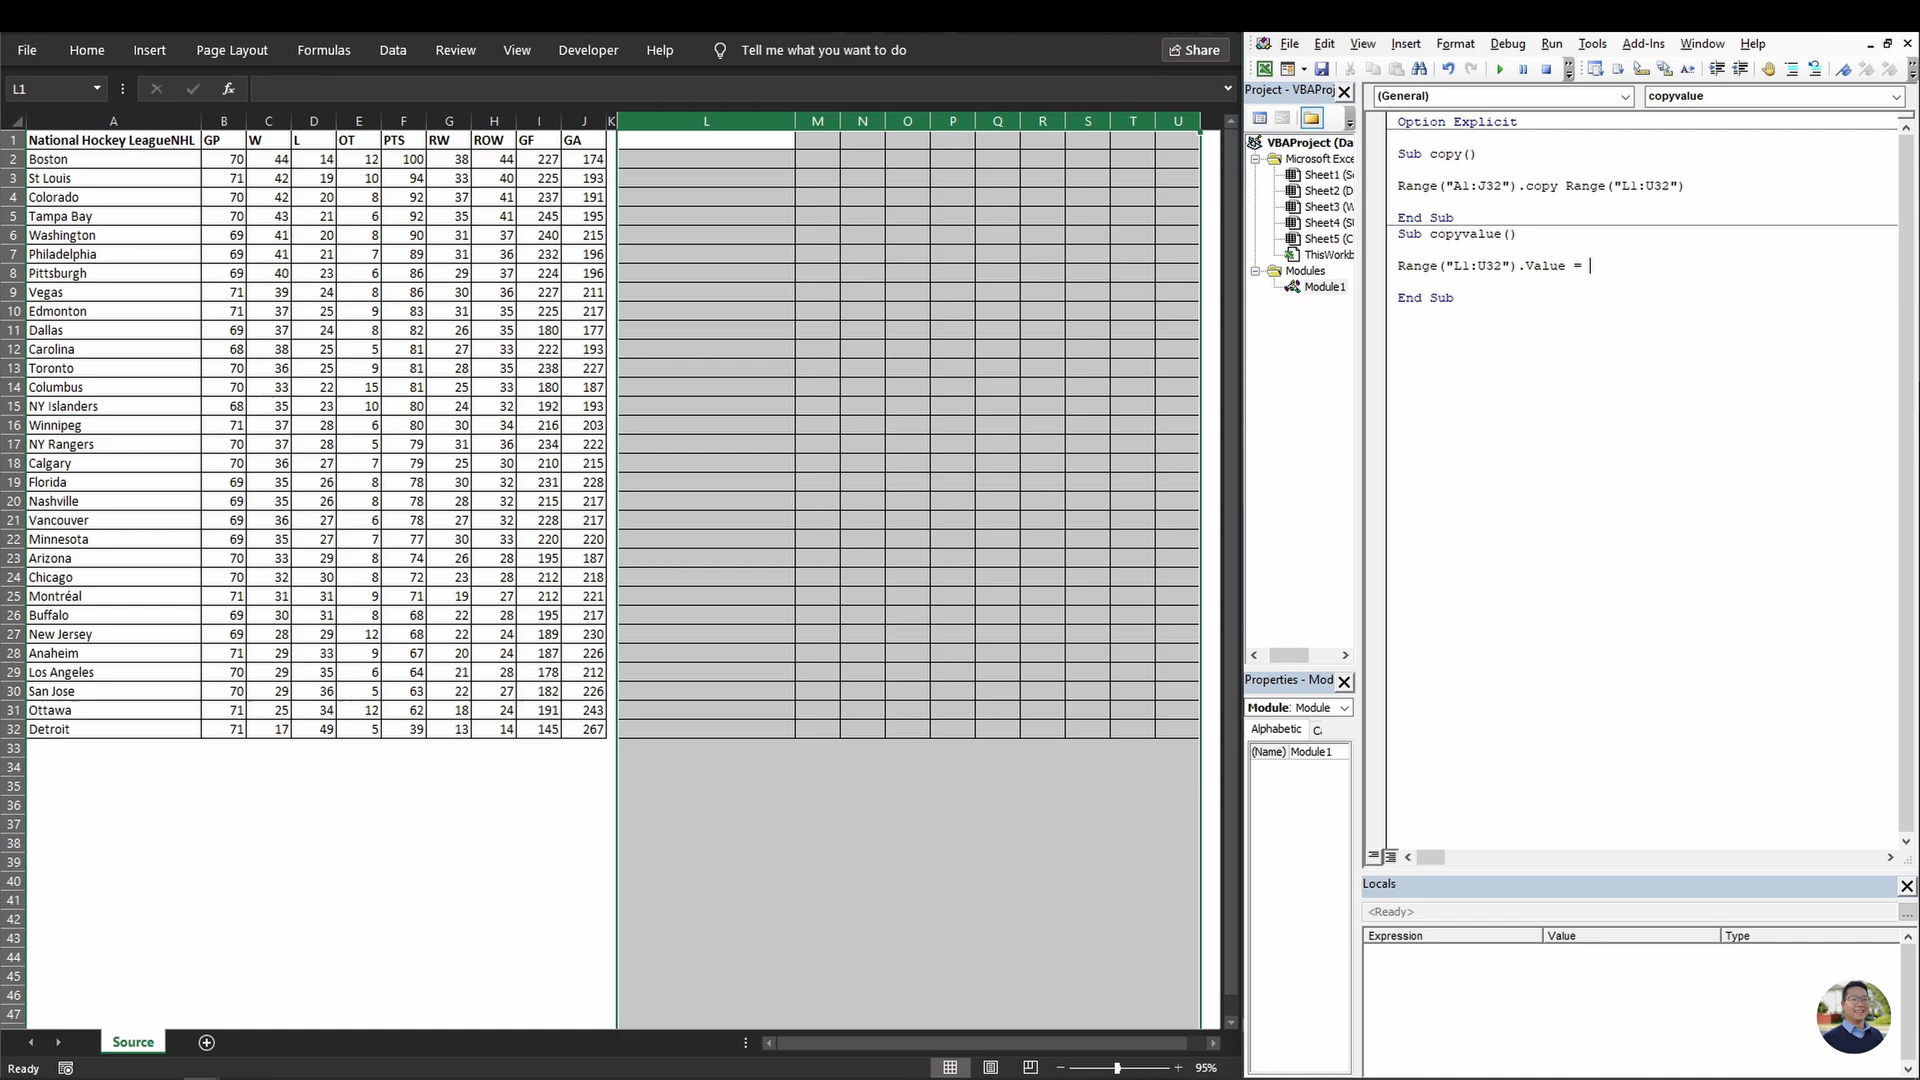 File Home Insert Page Layout Formulas Data Review View Developer Help Tell me what you want to do Share
L1 fx
A B C D E F G H I J K L M N O P Q R S T U
1 National Hockey LeagueNHL GP W L OT PTS RW ROW GF GA
2 Boston 70 44 14 12 100 38 44 227 174
3 St Louis 71 42 19 10 94 33 40 225 193
4 Colorado 70 42 20 8 92 37 41 237 191
5 Tampa Bay 70 43 21 6 92 35 41 245 195
6 Washington 69 41 20 8 90 31 37 240 215
7 Philadelphia 69 41 21 7 89 31 36 232 196
8 Pittsburgh 69 40 23 6 86 29 37 224 196
9 Vegas 71 39 24 8 86 30 36 227 211
10 Edmonton 71 37 25 9 83 31 35 225 217
11 Dallas 69 37 24 8 82 26 35 180 177
12 Carolina 68 38 25 5 81 27 33 222 193
13 Toronto 70 36 25 9 81 28 35 238 227
14 Columbus 70 33 22 15 81 25 33 180 187
15 NY Islanders 68 35 23 10 80 24 32 192 193
16 Winnipeg 71 37 28 6 80 30 34 216 203
17 NY Rangers 70 37 28 5 79 31 36 234 222
18 Calgary 70 36 27 7 79 25 30 210 215
19 Florida 69 35 26 8 78 30 32 231 228
20 Nashville 69 35 26 8 78 28 32 215 217
21 Vancouver 69 36 27 6 78 27 32 228 217
22 Minnesota 69 35 27 7 77 30 33 220 220
23 Arizona 70 33 29 8 74 26 28 195 187
24 Chicago 70 32 30 8 72 23 28 212 218
25 Montréal 71 31 31 9 71 19 27 212 221
26 Buffalo 69 30 31 8 68 22 28 195 217
27 New Jersey 69 28 29 12 68 22 24 189 230
28 Anaheim 71 29 33 9 67 20 24 187 226
29 Los Angeles 70 29 35 6 64 21 28 178 212
30 San Jose 70 29 36 5 63 22 27 182 226
31 Ottawa 71 25 34 12 62 18 24 191 243
32 Detroit 71 17 49 5 39 13 14 145 267
33
34
35
36
37
38
39
40
41
42
43
44
45
46
47
Source
Ready 95%
File Edit View Insert Format Debug Run Tools Add-Ins Window Help
Project - VBAProj
VBAProject (Da
Microsoft Exce
Sheet1 (So
Sheet2 (D
Sheet3 (W
Sheet4 (SU
Sheet5 (C
ThisWorkb
Modules
Module1
Properties - Mod
Module1 Module
Alphabetic Ca
(Name) Module1
(General) copyvalue
Option Explicit
Sub copy()
Range("A1:J32").copy Range("L1:U32")
End Sub
Sub copyvalue()
Range("L1:U32").Value =
End Sub
Locals
<Ready> ...
Expression Value Type